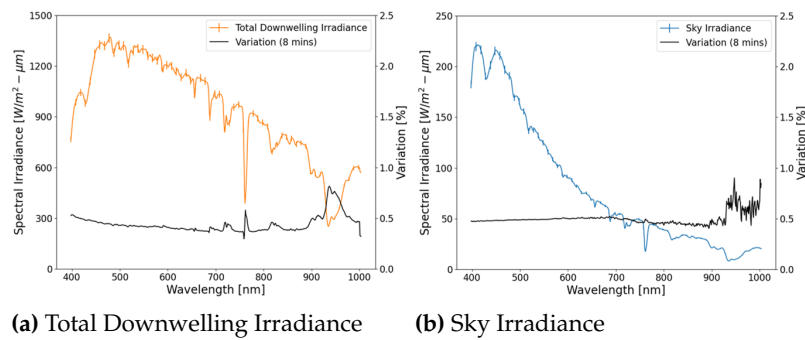 1500
1200
900
600
300
0
Spectral Irradiance [W/m² − μm]
2.5
2.0
1.5
1.0
0.5
0.0
Variation [%]
Total Downwelling Irradiance
Variation (8 mins)
400 500 600 700 800 900 1000
Wavelength [nm]
(a) Total Downwelling Irradiance
250
200
150
100
50
0
Spectral Irradiance [W/m² − μm]
2.5
2.0
1.5
1.0
0.5
0.0
Variation [%]
Sky Irradiance
Variation (8 mins)
400 500 600 700 800 900 1000
Wavelength [nm]
(b) Sky Irradiance